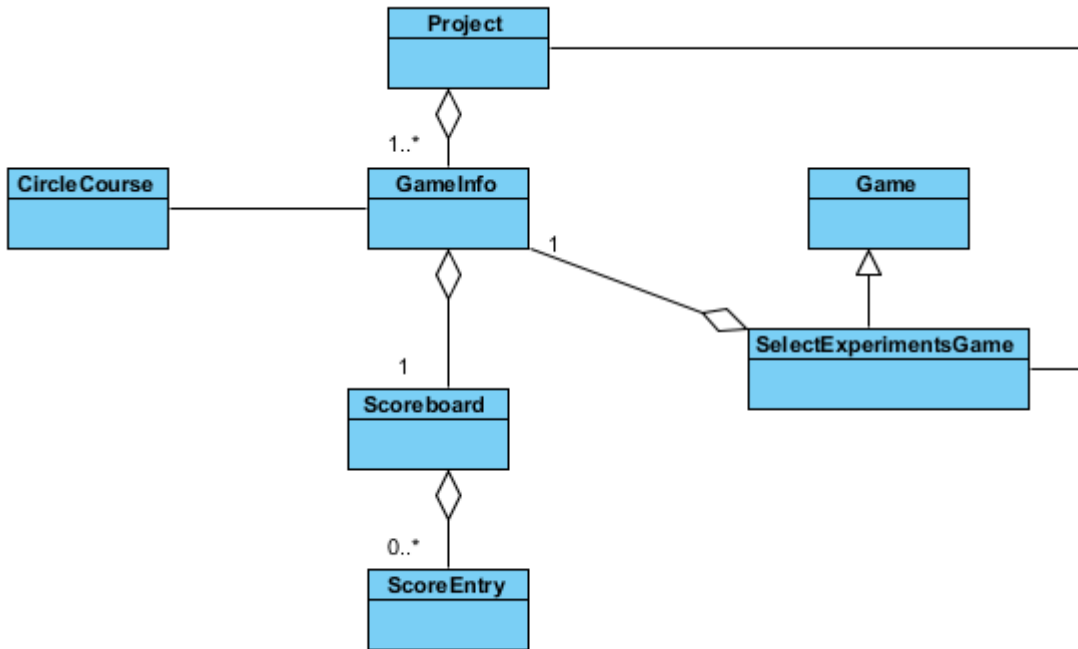 Project
1..*
CircleCourse
GameInfo
Game
1
SelectExperimentsGame
1
Scoreboard
0..*
ScoreEntry